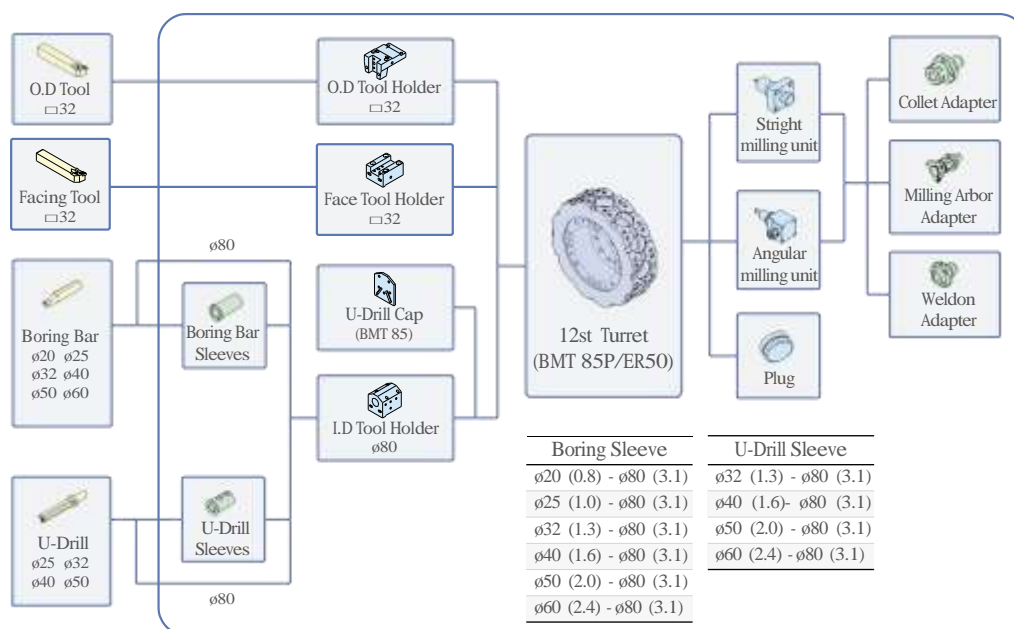 O.D Tool
□32
Facing Tool
□32
ø80
Boring Bar
ø20 ø25
ø32 ø40
ø50 ø60
Boring Bar
Sleeves
U-Drill
ø25 ø32
ø40 ø50
U-Drill
Sleeves
ø80
O.D Tool Holder
□32
Face Tool Holder
□32
U-Drill Cap
(BMT 85)
I.D Tool Holder
ø80
12st Turret
(BMT 85P/ER50)
Stright
milling unit
Angular
milling unit
Plug
Collet Adapter
Milling Arbor
Adapter
Weldon
Adapter
Boring Sleeve
ø20 (0.8) - ø80 (3.1)
ø25 (1.0) - ø80 (3.1)
ø32 (1.3) - ø80 (3.1)
ø40 (1.6) - ø80 (3.1)
ø50 (2.0) - ø80 (3.1)
ø60 (2.4) - ø80 (3.1)
U-Drill Sleeve
ø32 (1.3) - ø80 (3.1)
ø40 (1.6)- ø80 (3.1)
ø50 (2.0) - ø80 (3.1)
ø60 (2.4) - ø80 (3.1)